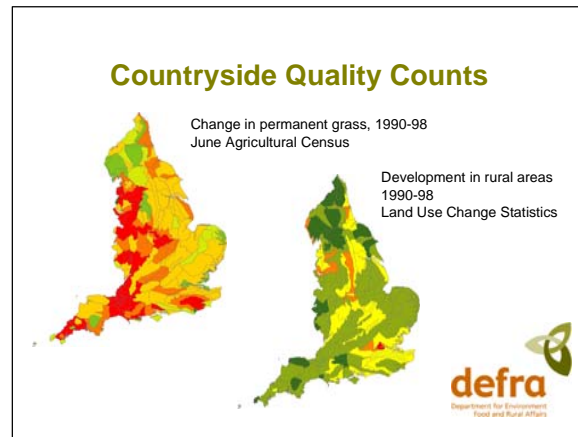 Countryside Quality Counts
Change in permanent grass, 1990-98
June Agricultural Census
Development in rural areas
1990-98
Land Use Change Statistics
defra
Department for Environment
Food and Rural Affairs